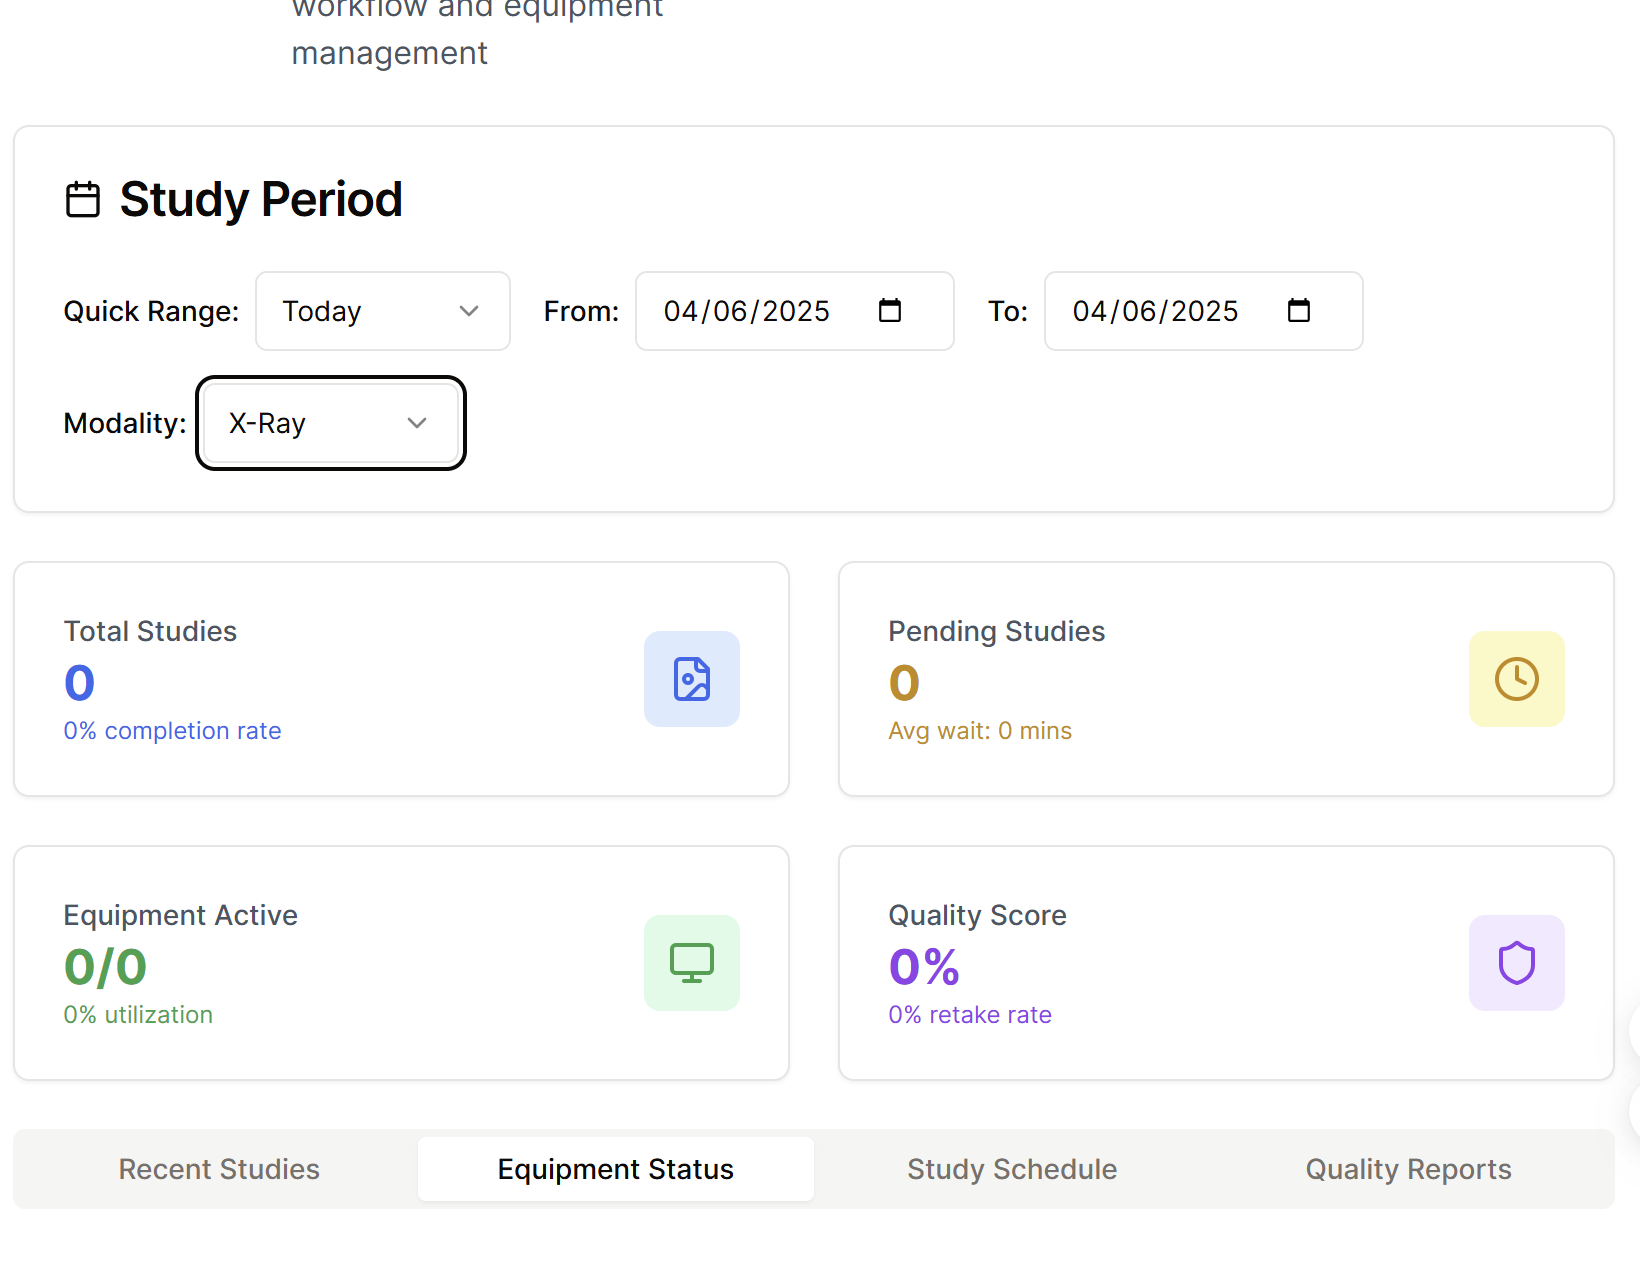 workflow and equipment
management
Study Period
Quick Range: Today From: 04/06/2025 To: 04/06/2025
Modality: X-Ray
Total Studies
0
0% completion rate
Pending Studies
0
Avg wait: 0 mins
Equipment Active
0/0
0% utilization
Quality Score
0%
0% retake rate
Recent Studies Equipment Status Study Schedule Quality Reports